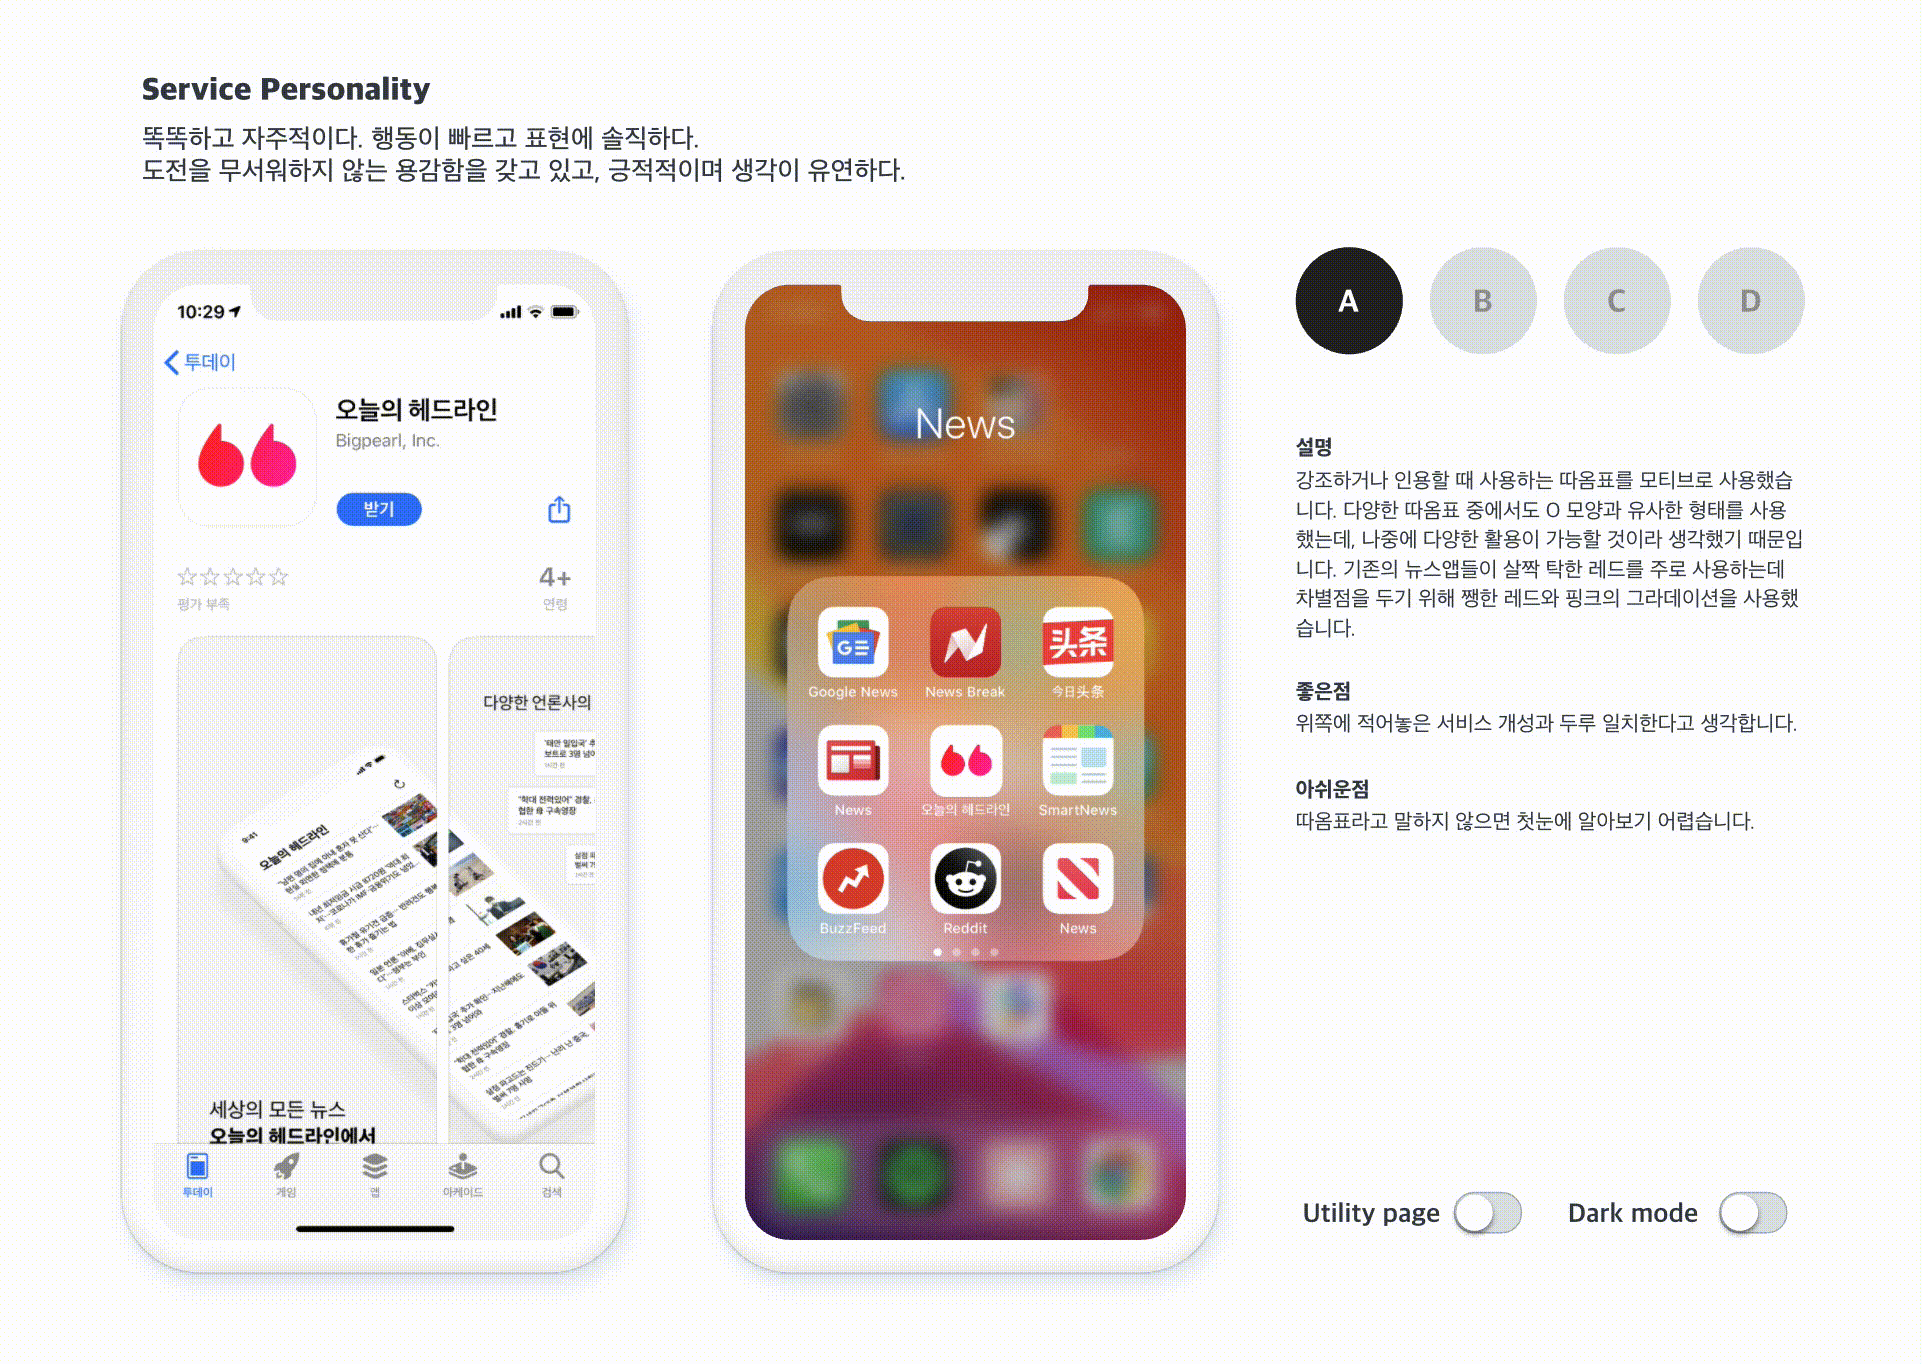 Service Personality
똑똑하고 자주적이다. 행동이 빠르고 표현에 솔직하다.
도전을 무서워하지 않는 용감함을 갖고 있고, 긍적적이며 생각이 유연하다.
10:29
투데이
오늘의 헤드라인
Bigpearl, Inc.
받기
평가 부족
4+
연령
다양한 언론사의
9:41
오늘의 헤드라인
세상의 모든 뉴스
오늘의 헤드라인에서
투데이
게임
앱
아케이드
검색
News
Google News
News Break
头条
今日头条
News
오늘의 헤드라인
SmartNews
BuzzFeed
Reddit
News
A
B
C
D
설명
강조하거나 인용할 때 사용하는 따옴표를 모티브로 사용했습
니다. 다양한 따옴표 중에서도 O 모양과 유사한 형태를 사용
했는데, 나중에 다양한 활용이 가능할 것이라 생각했기 때문입
니다. 기존의 뉴스앱들이 살짝 탁한 레드를 주로 사용하는데
차별점을 두기 위해 쨍한 레드와 핑크의 그라데이션을 사용했
습니다.
좋은점
위쪽에 적어놓은 서비스 개성과 두루 일치한다고 생각합니다.
아쉬운점
따옴표라고 말하지 않으면 첫눈에 알아보기 어렵습니다.
Utility page
Dark mode